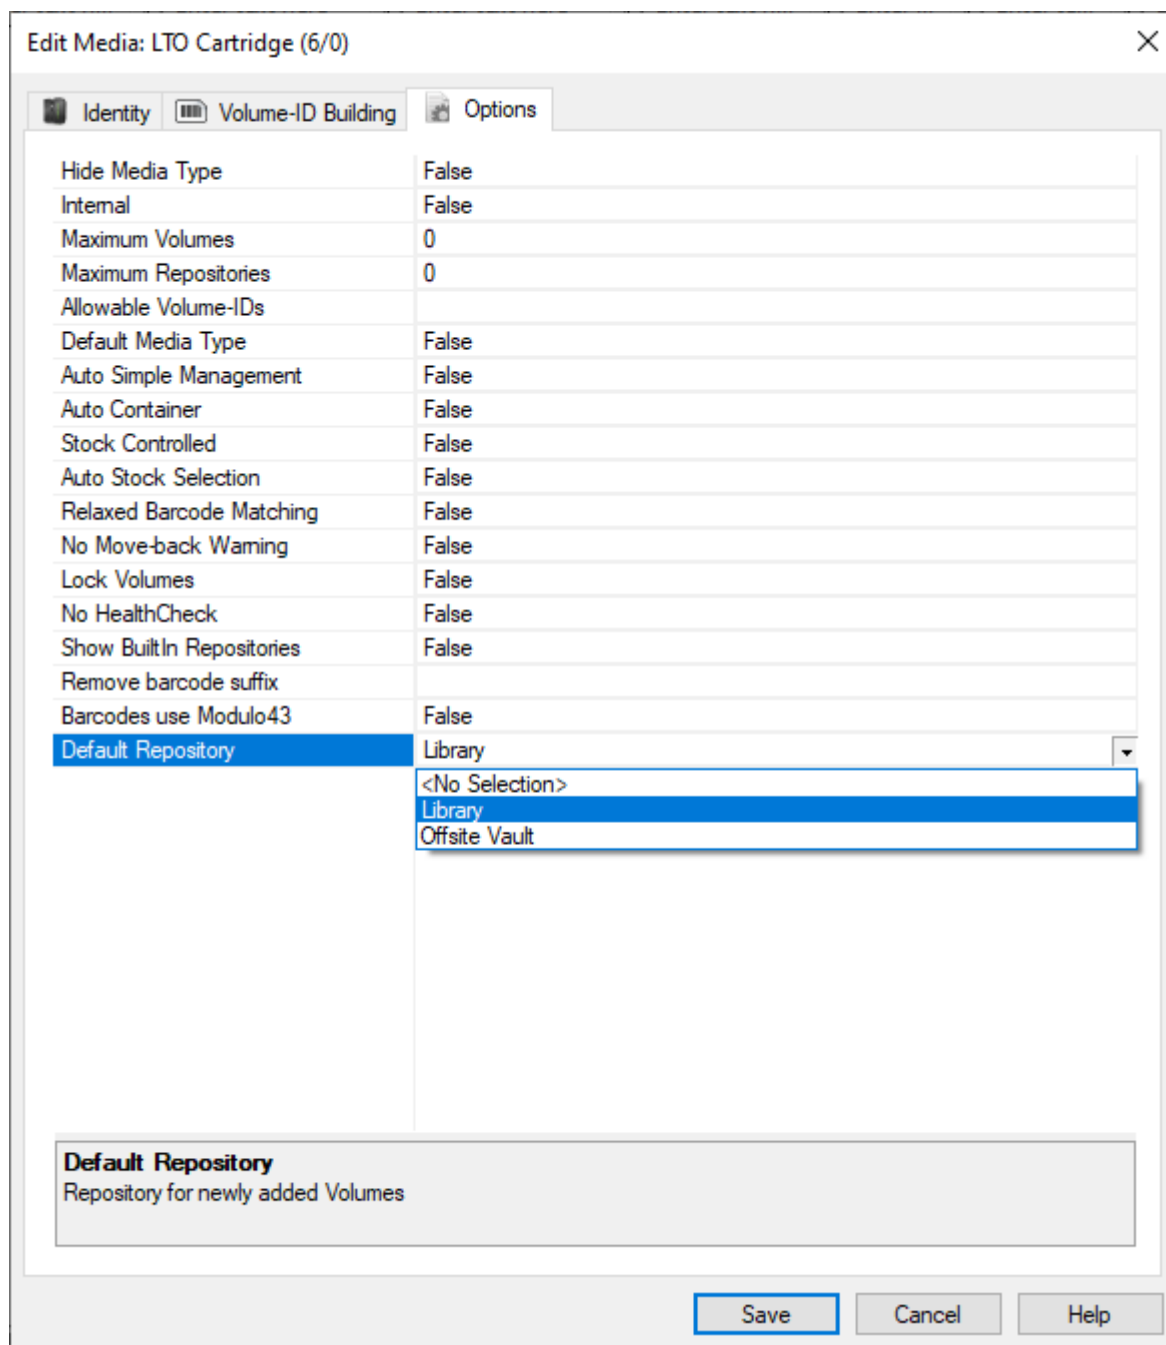 Edit Media: LTO Cartridge (6/0)
Identity Volume-ID Building Options
Hide Media Type False
Internal False
Maximum Volumes 0
Maximum Repositories 0
Allowable Volume-IDs
Default Media Type False
Auto Simple Management False
Auto Container False
Stock Controlled False
Auto Stock Selection False
Relaxed Barcode Matching False
No Move-back Warning False
Lock Volumes False
No HealthCheck False
Show BuiltIn Repositories False
Remove barcode suffix
Barcodes use Modulo43 False
Default Repository Library
<No Selection>
Library
Offsite Vault
Default Repository
Repository for newly added Volumes
Save Cancel Help